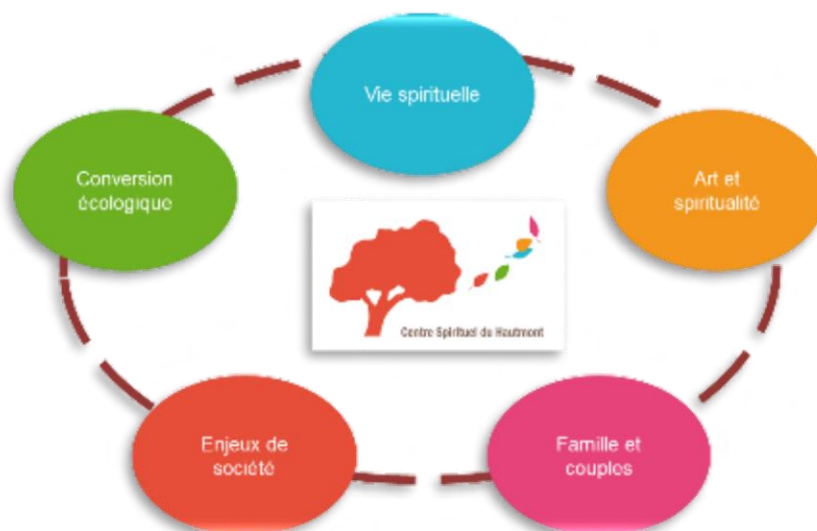 Vie spirituelle
Conversion
écologique
Art et
spiritualité
Centre Spirituel du Hautmont
Enjeux de
société
Famille et
couples